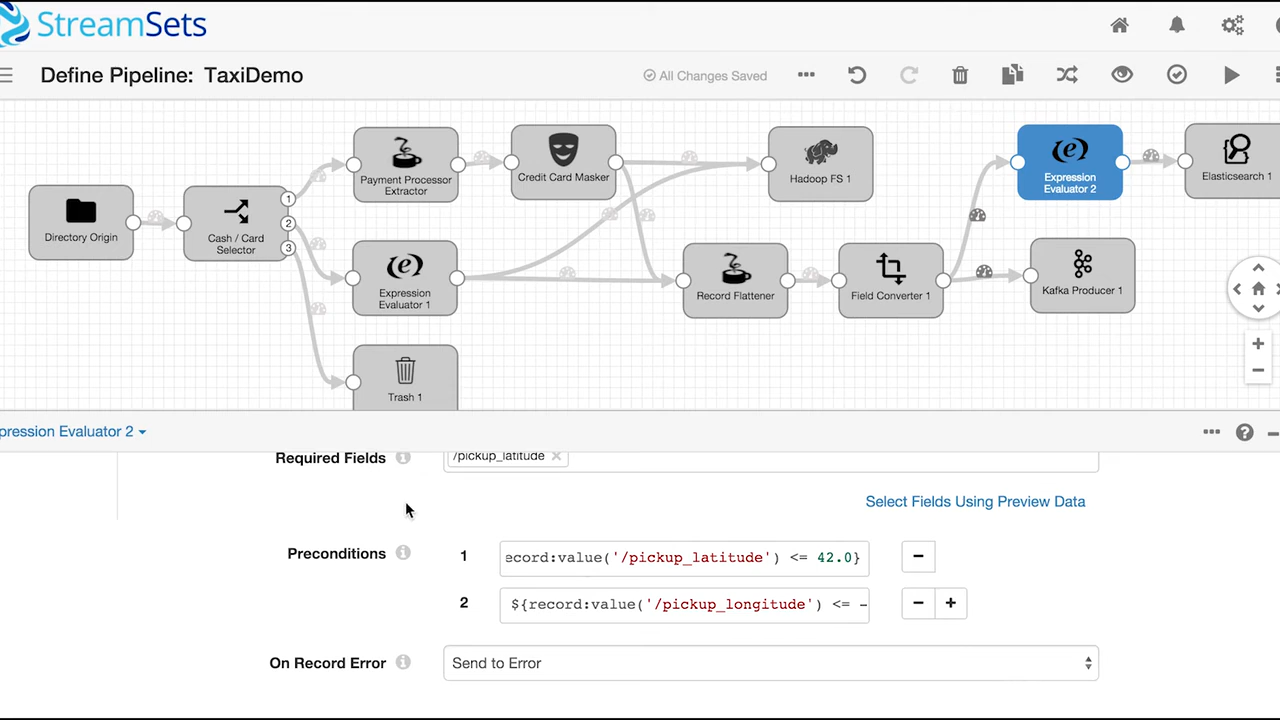 StreamSets
Define Pipeline: TaxiDemo
All Changes Saved
Directory Origin
Cash / Card
Selector
1
2
3
Payment Processor
Extractor
Credit Card Masker
Hadoop FS 1
Expression
Evaluator 2
Elasticsearch 1
Expression
Evaluator 1
Record Flattener
Field Converter 1
Kafka Producer 1
Trash 1
pression Evaluator 2
Required Fields
/pickup_latitude
Select Fields Using Preview Data
Preconditions
1
ecord:value('/pickup_latitude') <= 42.0}
2
${record:value('/pickup_longitude') <= -
On Record Error
Send to Error